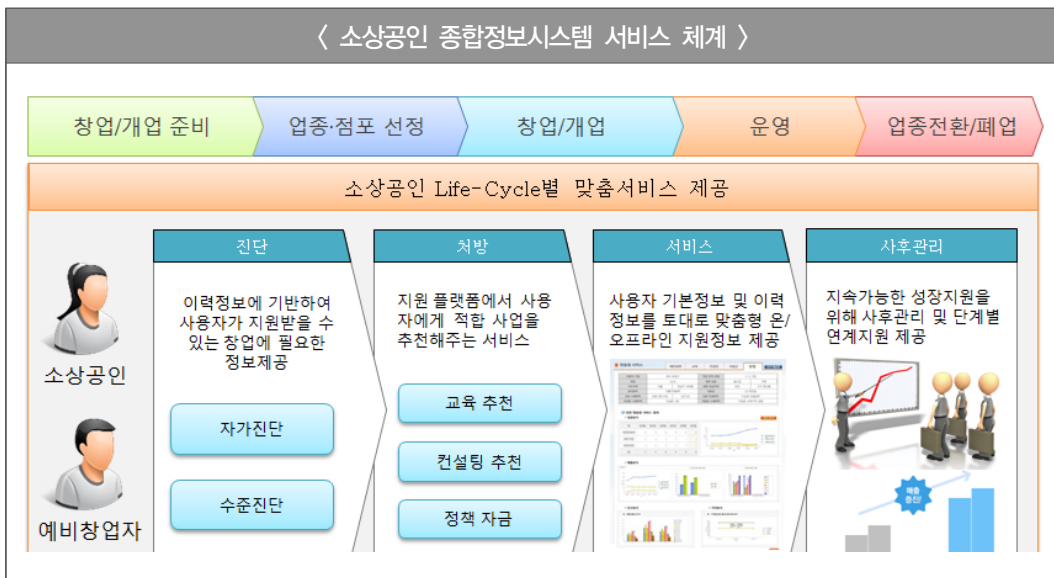 < 소상공인 종합정보시스템 서비스 체계 >
창업/개업 준비
업종·점포 선정
창업/개업
운영
업종전환/폐업
소상공인 Life-Cycle별 맞춤서비스 제공
소상공인
예비창업자
진단
이력정보에 기반하여
사용자가 지원받을 수
있는 창업에 필요한
정보제공
자가진단
수준진단
처방
지원 플랫폼에서 사용
자에게 적합 사업을
추천해주는 서비스
교육 추천
컨설팅 추천
정책 자금
서비스
사용자 기본정보 및 이력
정보를 토대로 맞춤형 온/
오프라인 지원정보 제공
사후관리
지속가능한 성장지원을
위해 사후관리 및 단계별
연계지원 제공
매출
증진!